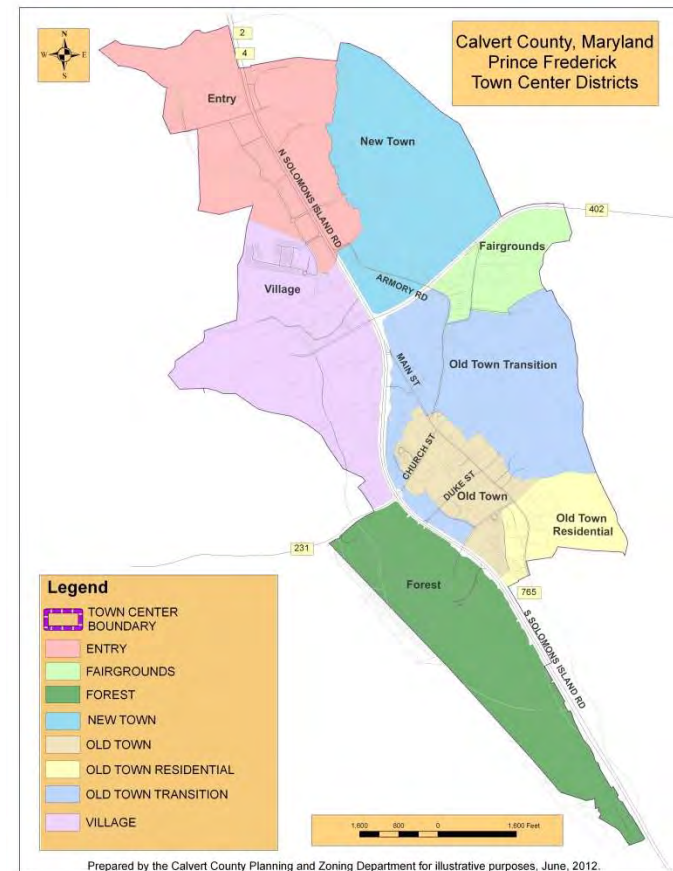 Calvert County, Maryland
Prince Frederick
Town Center Districts
N
W
E
S
2
4
Entry
New Town
N SOLOMONS ISLAND RD
402
Fairgrounds
Village
ARMORY RD
MAIN ST
Old Town Transition
CHURCH ST
DUKE ST
Old Town
Old Town
Residential
231
Forest
765
S SOLOMONS ISLAND RD
Legend
TOWN CENTER
BOUNDARY
ENTRY
FAIRGROUNDS
FOREST
NEW TOWN
OLD TOWN
OLD TOWN RESIDENTIAL
OLD TOWN TRANSITION
VILLAGE
1,600 800 0 1,600 Feet
Prepared by the Calvert County Planning and Zoning Department for illustrative purposes, June, 2012.